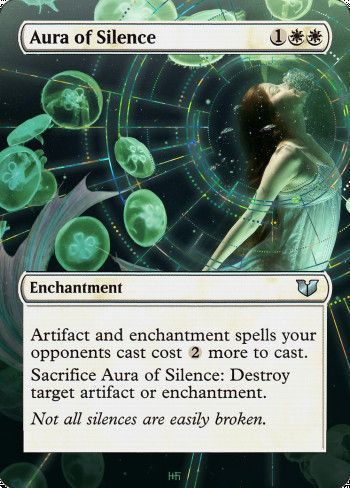 Aura of Silence 1
Enchantment
Artifact and enchantment spells your
opponents cast cost 2 more to cast.
Sacrifice Aura of Silence: Destroy
target artifact or enchantment.
Not all silences are easily broken.